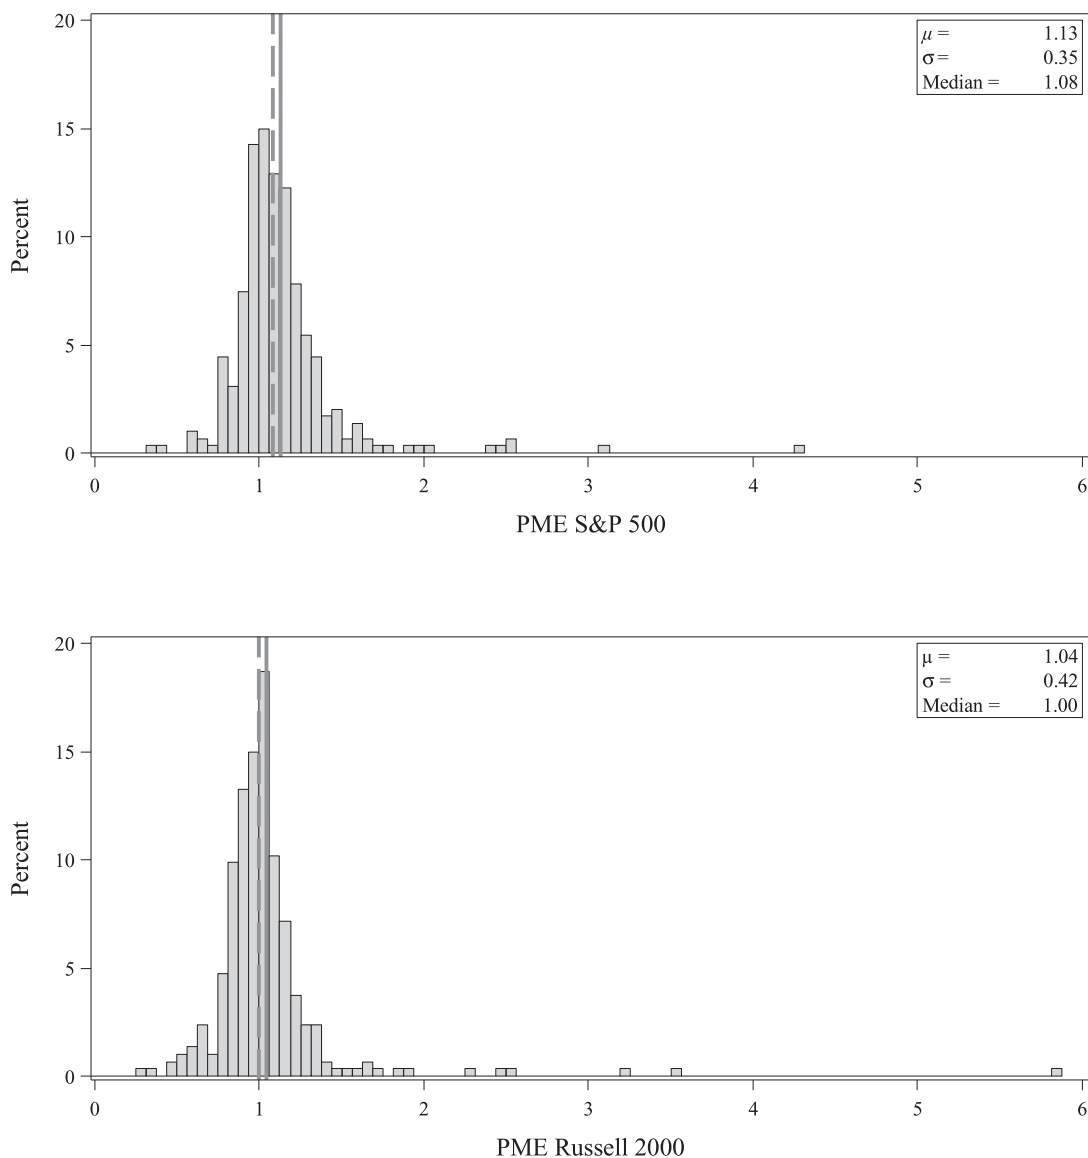 20
μ = 1.13
σ = 0.35
Median = 1.08
15
Percent
10
5
0
0 1 2 3 4 5 6
PME S&P 500
20
μ = 1.04
σ = 0.42
Median = 1.00
15
Percent
10
5
0
0 1 2 3 4 5 6
PME Russell 2000